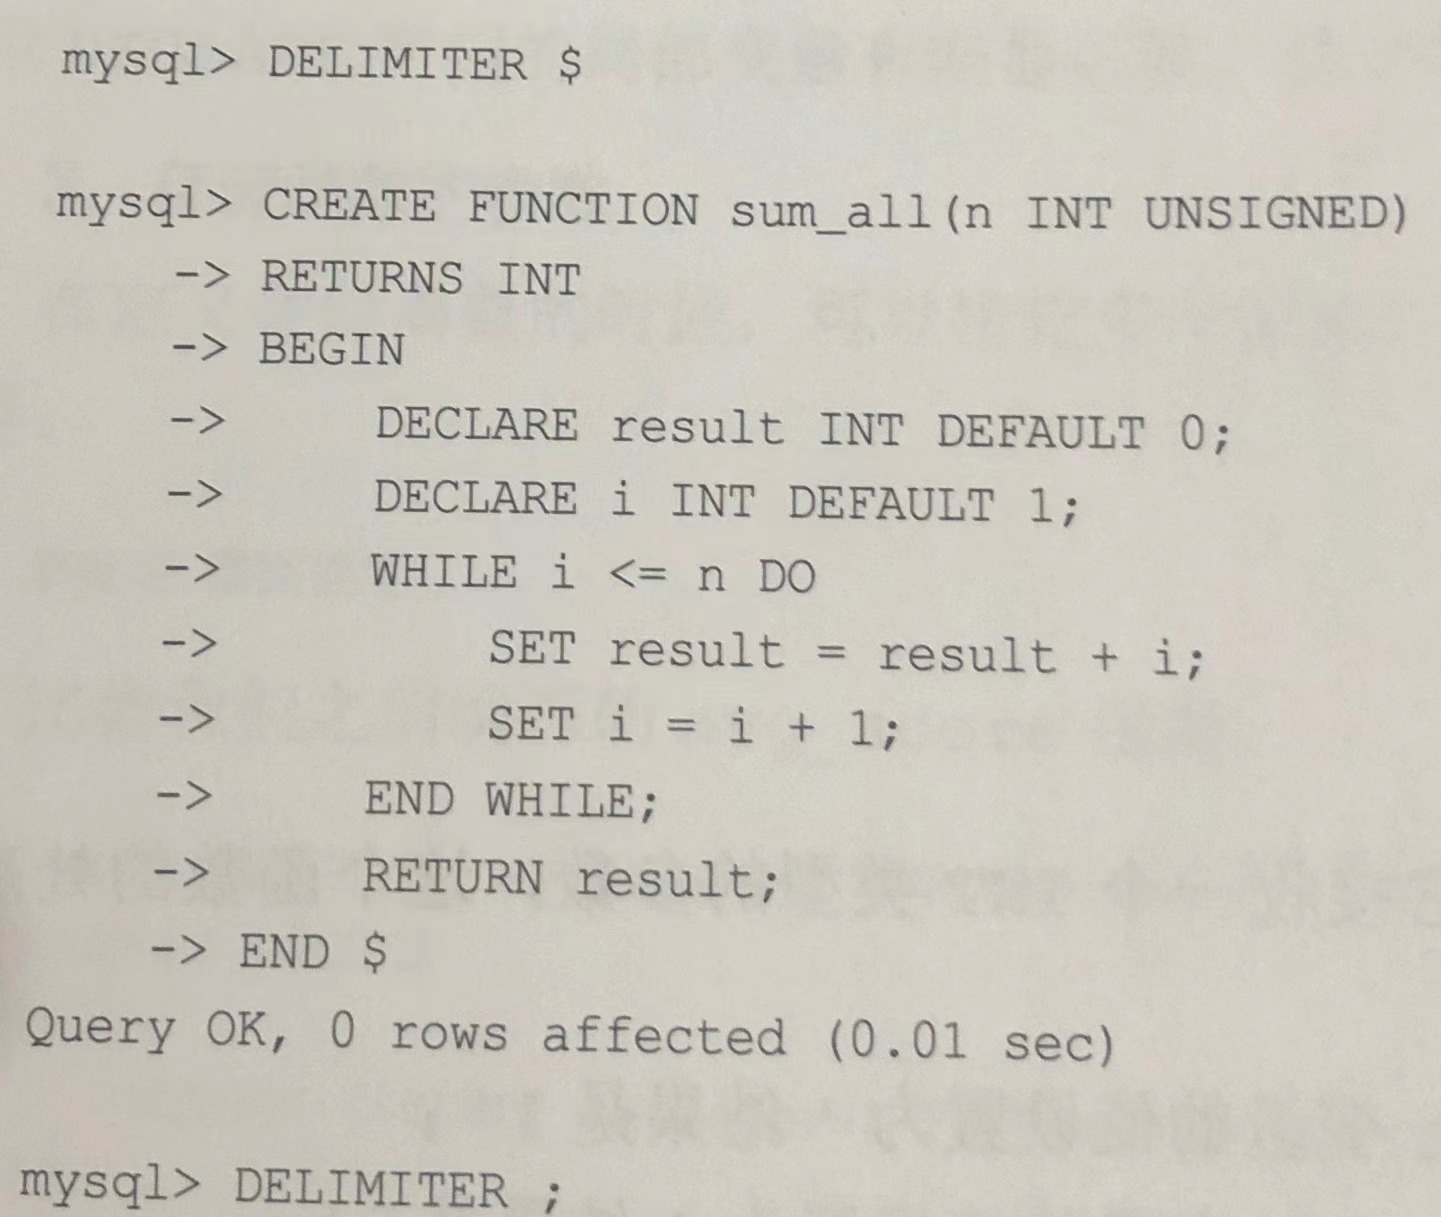 mysql> DELIMITER $
mysql> CREATE FUNCTION sum_all(n INT UNSIGNED)
-> RETURNS INT
-> BEGIN
-> DECLARE result INT DEFAULT 0;
-> DECLARE i INT DEFAULT 1;
-> WHILE i <= n DO
-> SET result = result + i;
-> SET i = i + 1;
-> END WHILE;
-> RETURN result;
-> END $
Query OK, 0 rows affected (0.01 sec)
mysql> DELIMITER ;